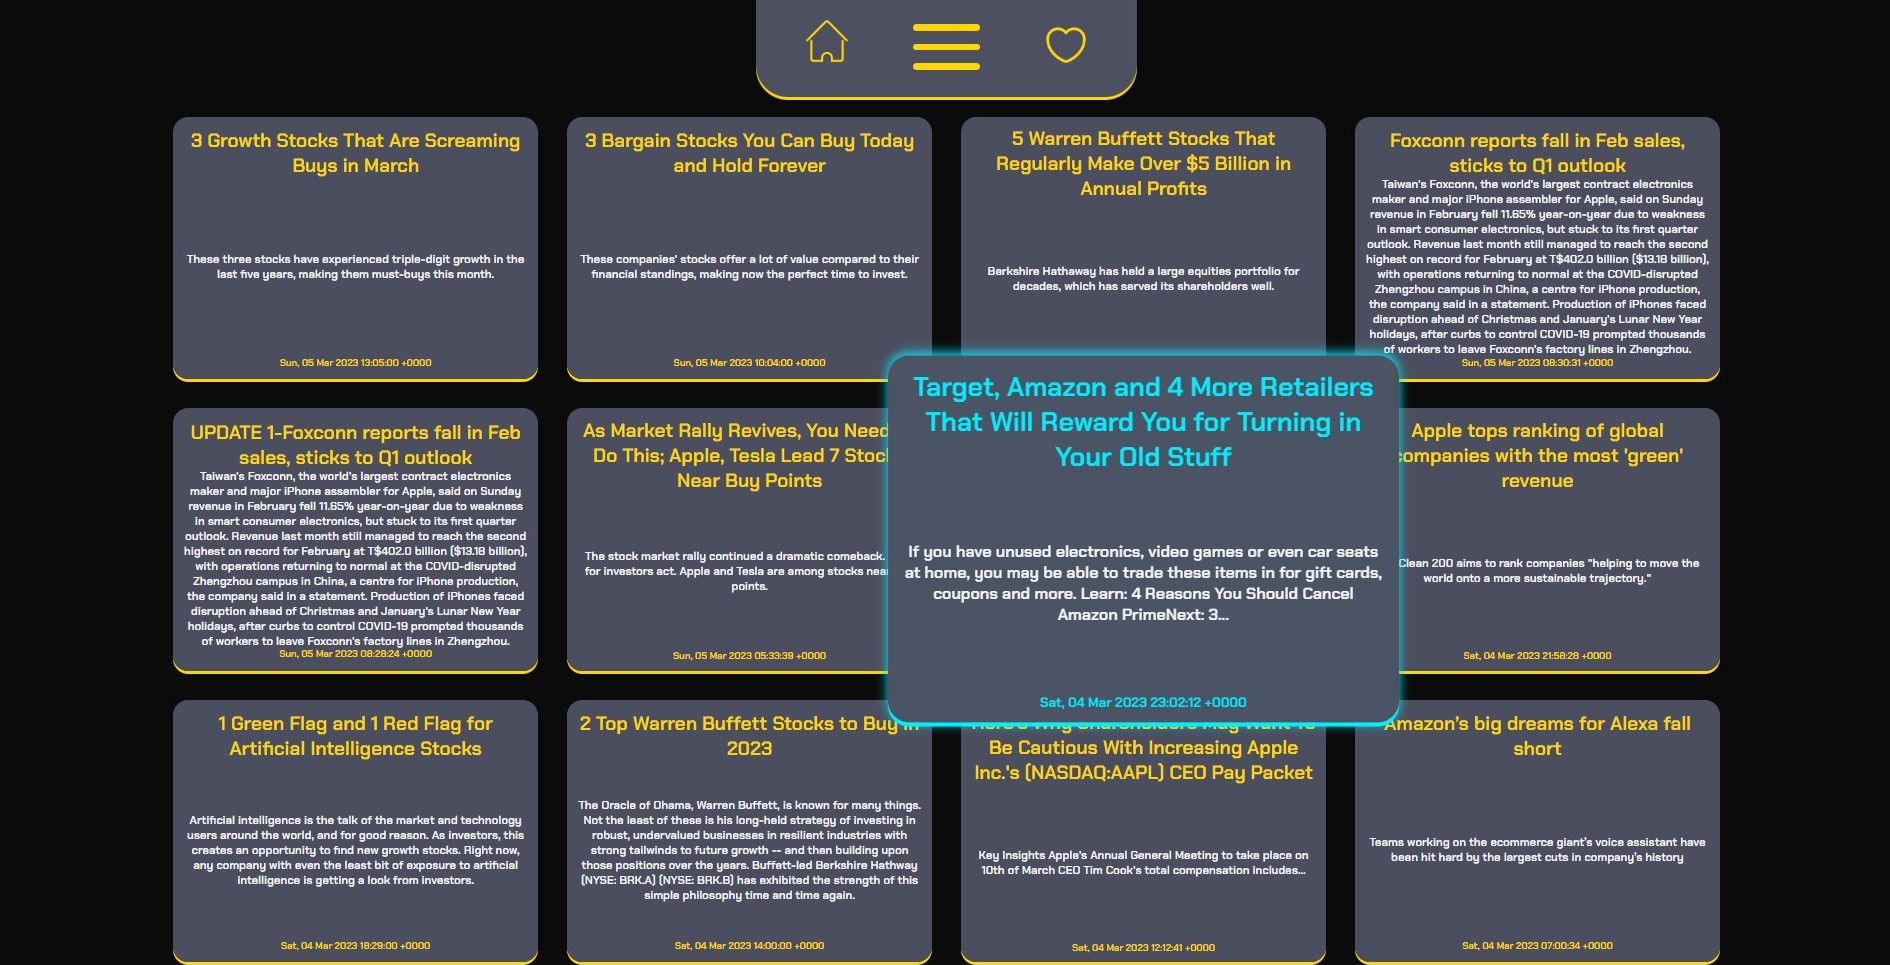 3 Growth Stocks That Are Screaming
Buys in March
These three stocks have experienced triple-digit growth in the
last five years, making them must-buys this month.
Sun, 05 Mar 2023 13:05:00 +0000
3 Bargain Stocks You Can Buy Today
and Hold Forever
These companies' stocks offer a lot of value compared to their
financial standings, making now the perfect time to invest.
Sun, 05 Mar 2023 10:04:00 +0000
5 Warren Buffett Stocks That
Regularly Make Over $5 Billion in
Annual Profits
Berkshire Hathaway has held a large equities portfolio for
decades, which has served its shareholders well.
Foxconn reports fall in Feb sales,
sticks to Q1 outlook
Taiwan's Foxconn, the world's largest contract electronics
maker and major iPhone assembler for Apple, said on Sunday
revenue in February fell 11.65% year-on-year due to weakness
in smart consumer electronics, but stuck to its first quarter
outlook. Revenue last month still managed to reach the second
highest on record for February at T$402.0 billion ($13.18 billion),
with operations returning to normal at the COVID-disrupted
Zhengzhou campus in China, a centre for iPhone production,
the company said in a statement. Production of iPhones faced
disruption ahead of Christmas and January's Lunar New Year
holidays, after curbs to control COVID-19 prompted thousands
of workers to leave Foxconn's factory lines in Zhengzhou.
Sun, 05 Mar 2023 08:30:31 +0000
UPDATE 1-Foxconn reports fall in Feb
sales, sticks to Q1 outlook
Taiwan's Foxconn, the world's largest contract electronics
maker and major iPhone assembler for Apple, said on Sunday
revenue in February fell 11.65% year-on-year due to weakness
in smart consumer electronics, but stuck to its first quarter
outlook. Revenue last month still managed to reach the second
highest on record for February at T$402.0 billion ($13.18 billion),
with operations returning to normal at the COVID-disrupted
Zhengzhou campus in China, a centre for iPhone production,
the company said in a statement. Production of iPhones faced
disruption ahead of Christmas and January's Lunar New Year
holidays, after curbs to control COVID-19 prompted thousands
of workers to leave Foxconn's factory lines in Zhengzhou.
Sun, 05 Mar 2023 08:28:24 +0000
As Market Rally Revives, You Need
Do This; Apple, Tesla Lead 7 Stoc
Near Buy Points
The stock market rally continued a dramatic comeback.
for investors act. Apple and Tesla are among stocks near
points.
Sun, 05 Mar 2023 05:33:39 +0000
Target, Amazon and 4 More Retailers
That Will Reward You for Turning in
Your Old Stuff
If you have unused electronics, video games or even car seats
at home, you may be able to trade these items in for gift cards,
coupons and more. Learn: 4 Reasons You Should Cancel
Amazon PrimeNext: 3...
Sat, 04 Mar 2023 23:02:12 +0000
Apple tops ranking of global
companies with the most 'green'
revenue
Clean 200 aims to rank companies "helping to move the
world onto a more sustainable trajectory."
Sat, 04 Mar 2023 21:58:28 +0000
1 Green Flag and 1 Red Flag for
Artificial Intelligence Stocks
Artificial intelligence is the talk of the market and technology
users around the world, and for good reason. As investors, this
creates an opportunity to find new growth stocks. Right now,
any company with even the least bit of exposure to artificial
intelligence is getting a look from investors.
Sat, 04 Mar 2023 18:29:00 +0000
2 Top Warren Buffett Stocks to Buy in
2023
The Oracle of Ohama, Warren Buffett, is known for many things.
Not the least of these is his long-held strategy of investing in
robust, undervalued businesses in resilient industries with
strong tailwinds to future growth -- and then building upon
those positions over the years. Buffett-led Berkshire Hathway
(NYSE: BRK.A) (NYSE: BRK.B) has exhibited the strength of this
simple philosophy time and time again.
Sat, 04 Mar 2023 14:00:00 +0000
Here's Why Shareholders May Want To
Be Cautious With Increasing Apple
Inc.'s (NASDAQ:AAPL) CEO Pay Packet
Key Insights Apple's Annual General Meeting to take place on
10th of March CEO Tim Cook's total compensation includes...
Sat, 04 Mar 2023 12:12:41 +0000
Amazon's big dreams for Alexa fall
short
Teams working on the ecommerce giant's voice assistant have
been hit hard by the largest cuts in company's history
Sat, 04 Mar 2023 07:00:34 +0000